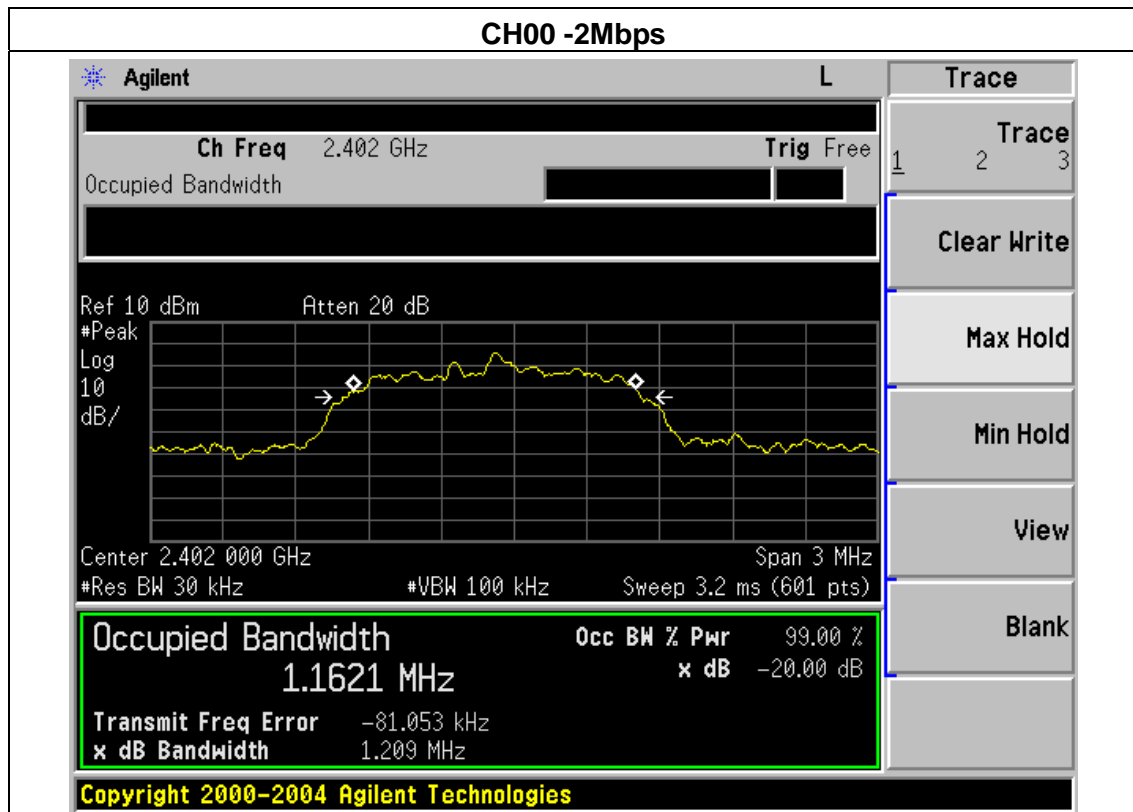 CH00 -2Mbps
Agilent L Trace
Ch Freq 2.402 GHz Trig Free
Occupied Bandwidth
Trace
1 2 3
Clear Write
Ref 10 dBm Atten 20 dB
#Peak
Log
10
dB/
Max Hold
Min Hold
View
Center 2.402 000 GHz Span 3 MHz
#Res BW 30 kHz #VBW 100 kHz Sweep 3.2 ms (601 pts)
Blank
Occupied Bandwidth Occ BW % Pwr 99.00 %
1.1621 MHz x dB -20.00 dB
Transmit Freq Error -81.053 kHz
x dB Bandwidth 1.209 MHz
Copyright 2000-2004 Agilent Technologies